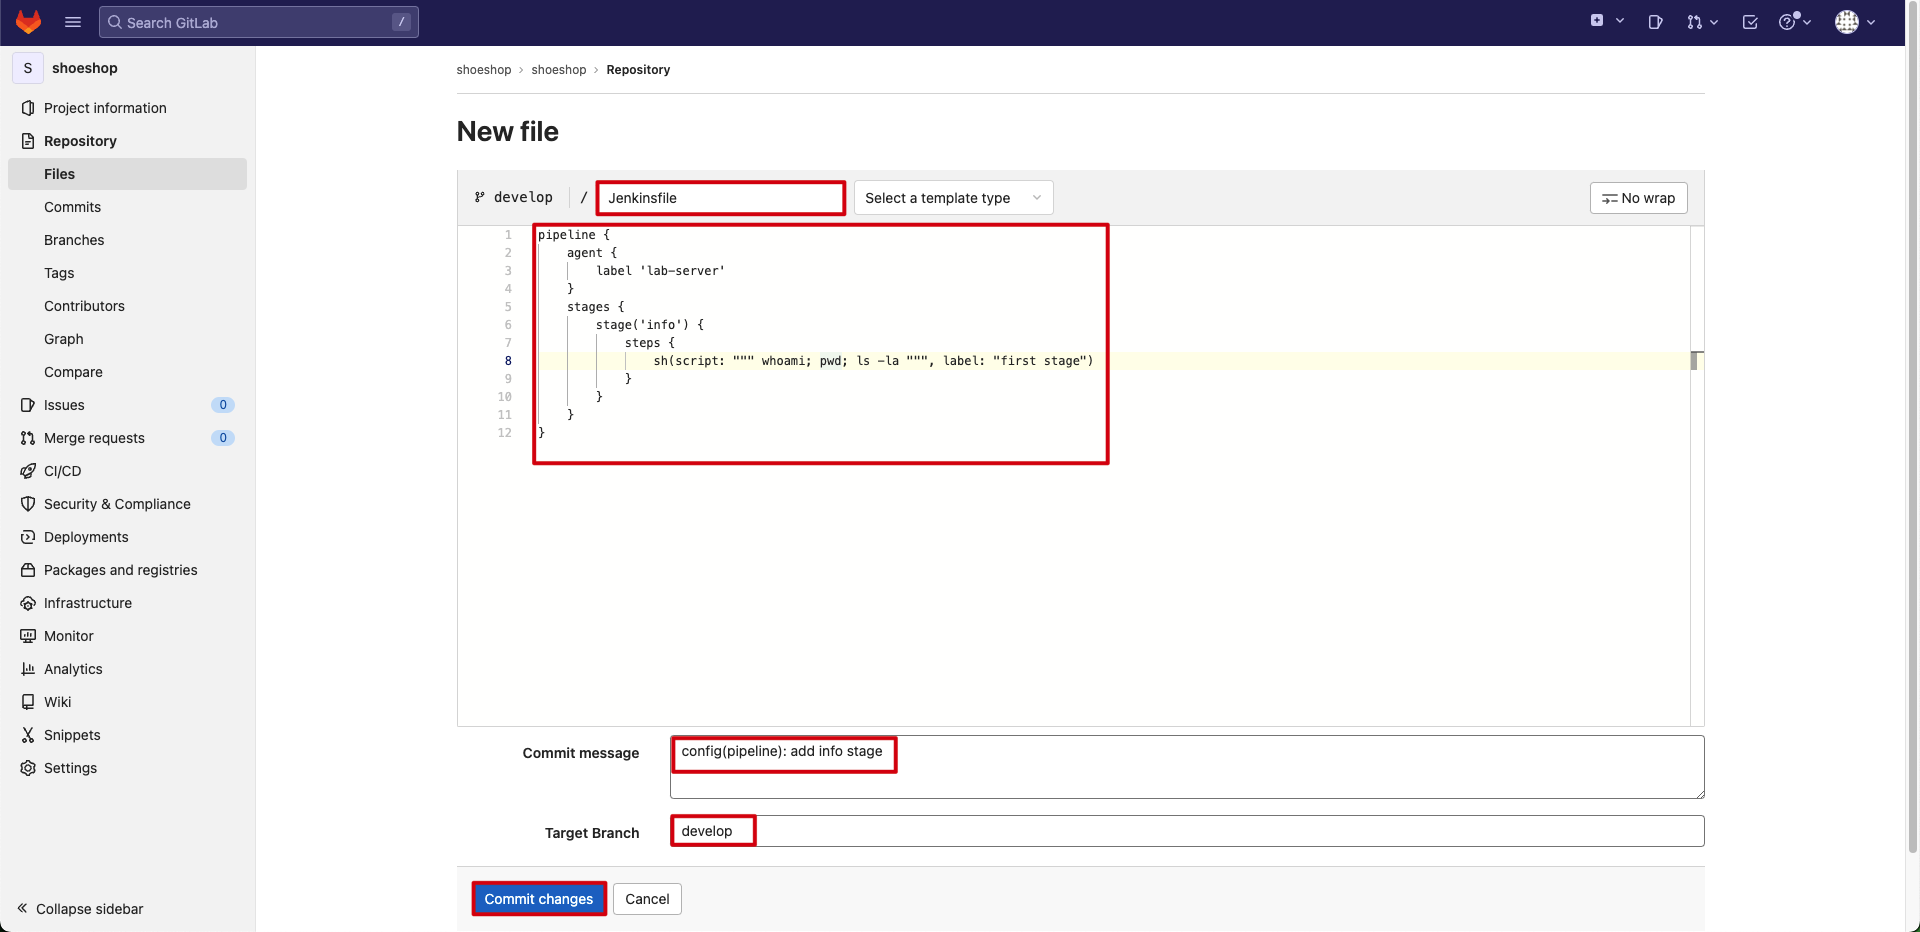 Search GitLab /
S shoeshop
Project information
Repository
Files
Commits
Branches
Tags
Contributors
Graph
Compare
Issues 0
Merge requests 0
CI/CD
Security & Compliance
Deployments
Packages and registries
Infrastructure
Monitor
Analytics
Wiki
Snippets
Settings
Collapse sidebar
shoeshop › shoeshop › Repository
New file
develop / Jenkinsfile Select a template type No wrap
1 pipeline {
2     agent {
3         label 'lab-server'
4     }
5     stages {
6         stage('info') {
7             steps {
8                 sh(script: """ whoami; pwd; ls -la """, label: "first stage")
9             }
10         }
11     }
12 }
Commit message config(pipeline): add info stage
Target Branch develop
Commit changes Cancel